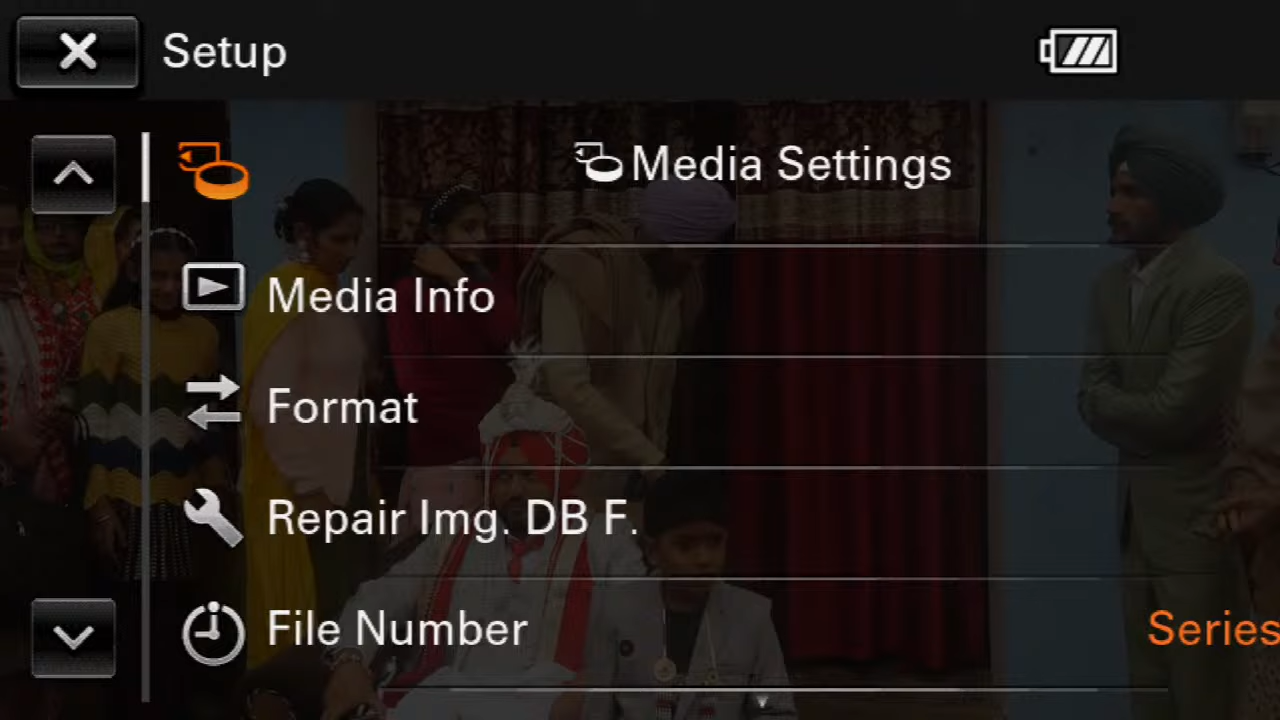 Setup
Media Settings
Media Info
Format
Repair Img. DB F.
File Number
Series